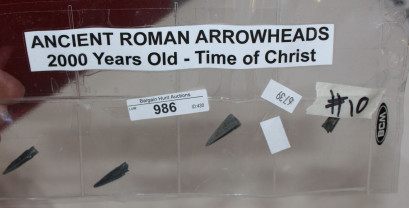 ANCIENT ROMAN ARROWHEADS
2000 Years Old - Time of Christ
Bargain Hunt Auctions
986
#10